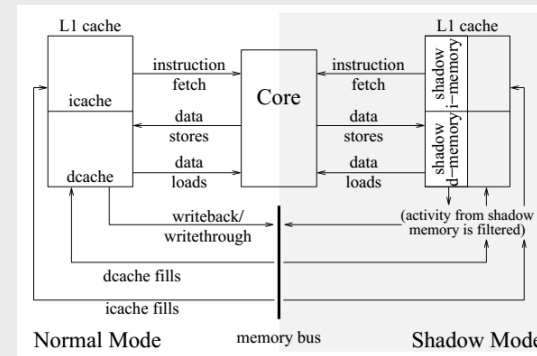 L1 cache
L1 cache
instruction
fetch
instruction
fetch
icache
Core
shadow
i-memory
data
stores
data
stores
dcache
data
loads
data
loads
shadow
d-memory
writeback/
writethrough
(activity from shadow
memory is filtered)
dcache fills
icache fills
Normal Mode
memory bus
Shadow Mode